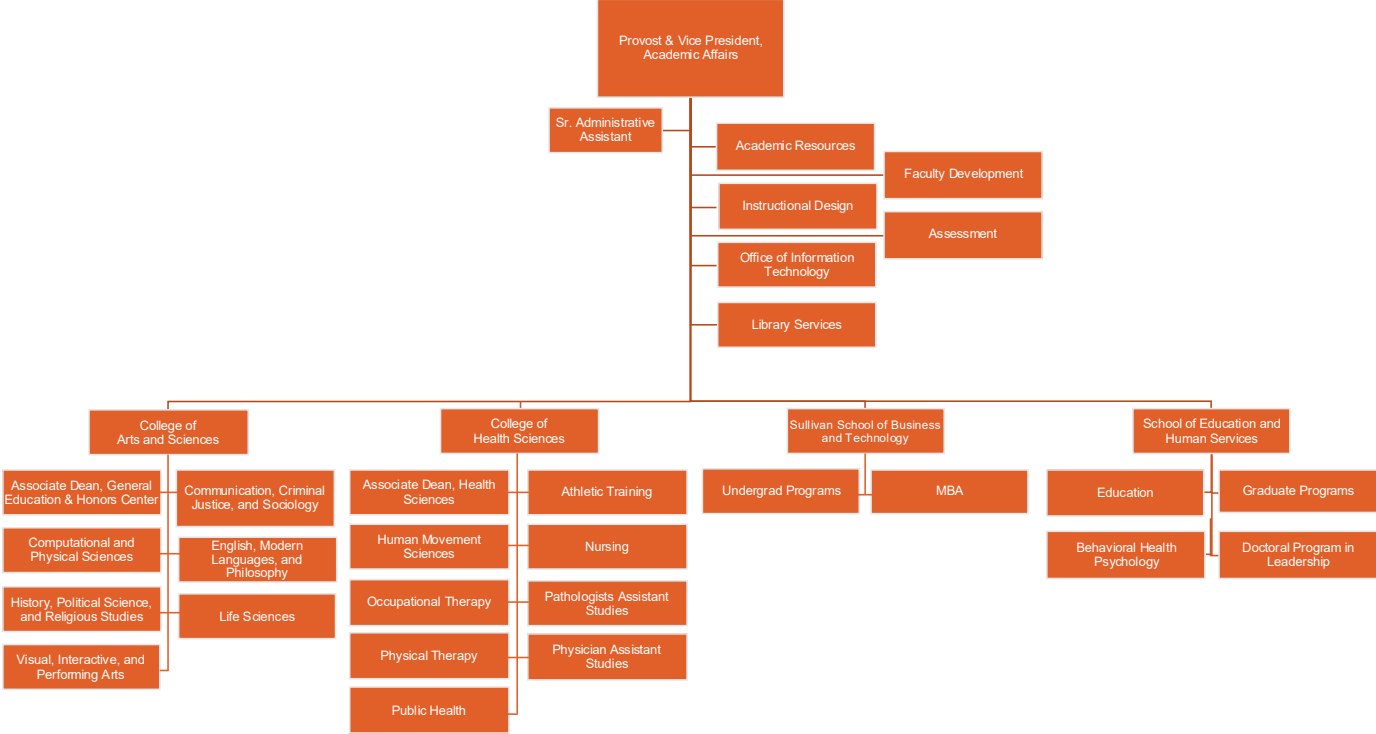 Provost & Vice President,
Academic Affairs
Sr. Administrative
Assistant
Academic Resources
Faculty Development
Instructional Design
Assessment
Office of Information
Technology
Library Services
College of
Arts and Sciences
Associate Dean, General
Education & Honors Center
Communication, Criminal
Justice, and Sociology
Computational and
Physical Sciences
English, Modern
Languages, and
Philosophy
History, Political Science,
and Religious Studies
Life Sciences
Visual, Interactive, and
Performing Arts
College of
Health Sciences
Associate Dean, Health
Sciences
Athletic Training
Human Movement
Sciences
Nursing
Occupational Therapy
Pathologists Assistant
Studies
Physical Therapy
Physician Assistant
Studies
Public Health
Sullivan School of Business
and Technology
Undergrad Programs
MBA
School of Education and
Human Services
Education
Graduate Programs
Behavioral Health
Psychology
Doctoral Program in
Leadership